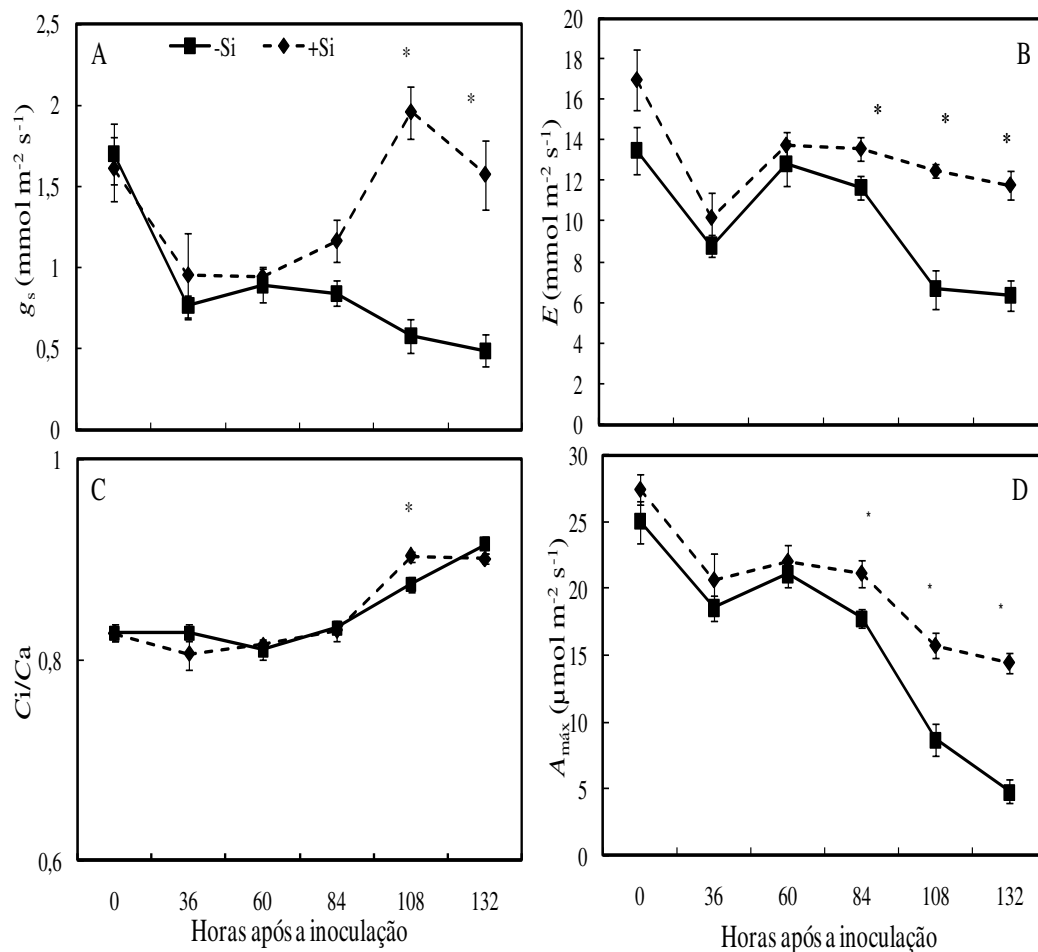 A
-Si
+Si
*
*
2,5
2
1,5
1
0,5
0
gs (mmol m-2 s-1)
B
*
*
*
20
18
16
14
12
10
8
6
4
2
0
E (mmol m-2 s-1)
C
*
1
0,8
0,6
Ci/Ca
0 36 60 84 108 132
Horas após a inoculação
D
*
*
*
30
25
20
15
10
5
0
Amáx (µmol m-2 s-1)
0 36 60 84 108 132
Horas após a inoculação